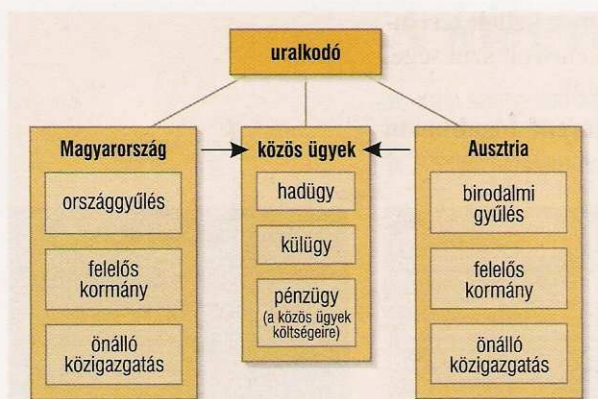 uralkodó
Magyarország
országgyűlés
felelős
kormány
önálló
közigazgatás
közös ügyek
hadügy
külügy
pénzügy
(a közös ügyek
költségeire)
Ausztria
birodalmi
gyűlés
felelős
kormány
önálló
közigazgatás